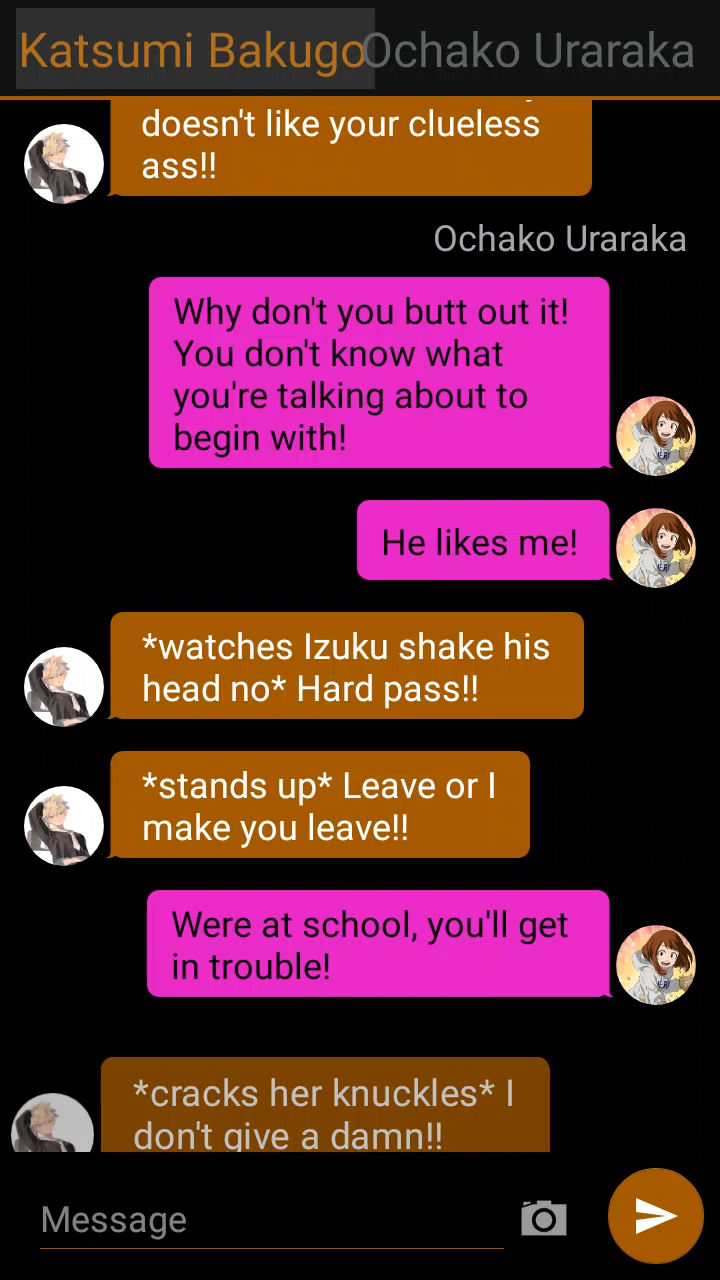 Katsumi Bakugo Ochako Uraraka
doesn't like your clueless
ass!!
Ochako Uraraka
Why don't you butt out it!
You don't know what
you're talking about to
begin with!
He likes me!
*watches Izuku shake his
head no* Hard pass!!
*stands up* Leave or I
make you leave!!
Were at school, you'll get
in trouble!
*cracks her knuckles* I
don't give a damn!!
Message